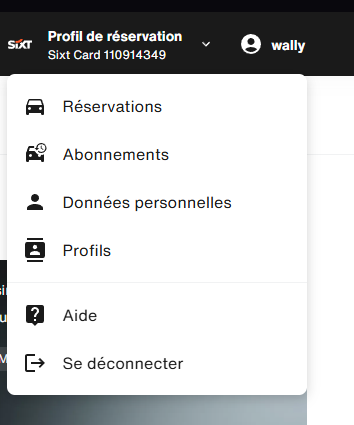 SIXT
Profil de réservation
Sixt Card 110914349
wally
Réservations
Abonnements
Données personnelles
Profils
Aide
Se déconnecter